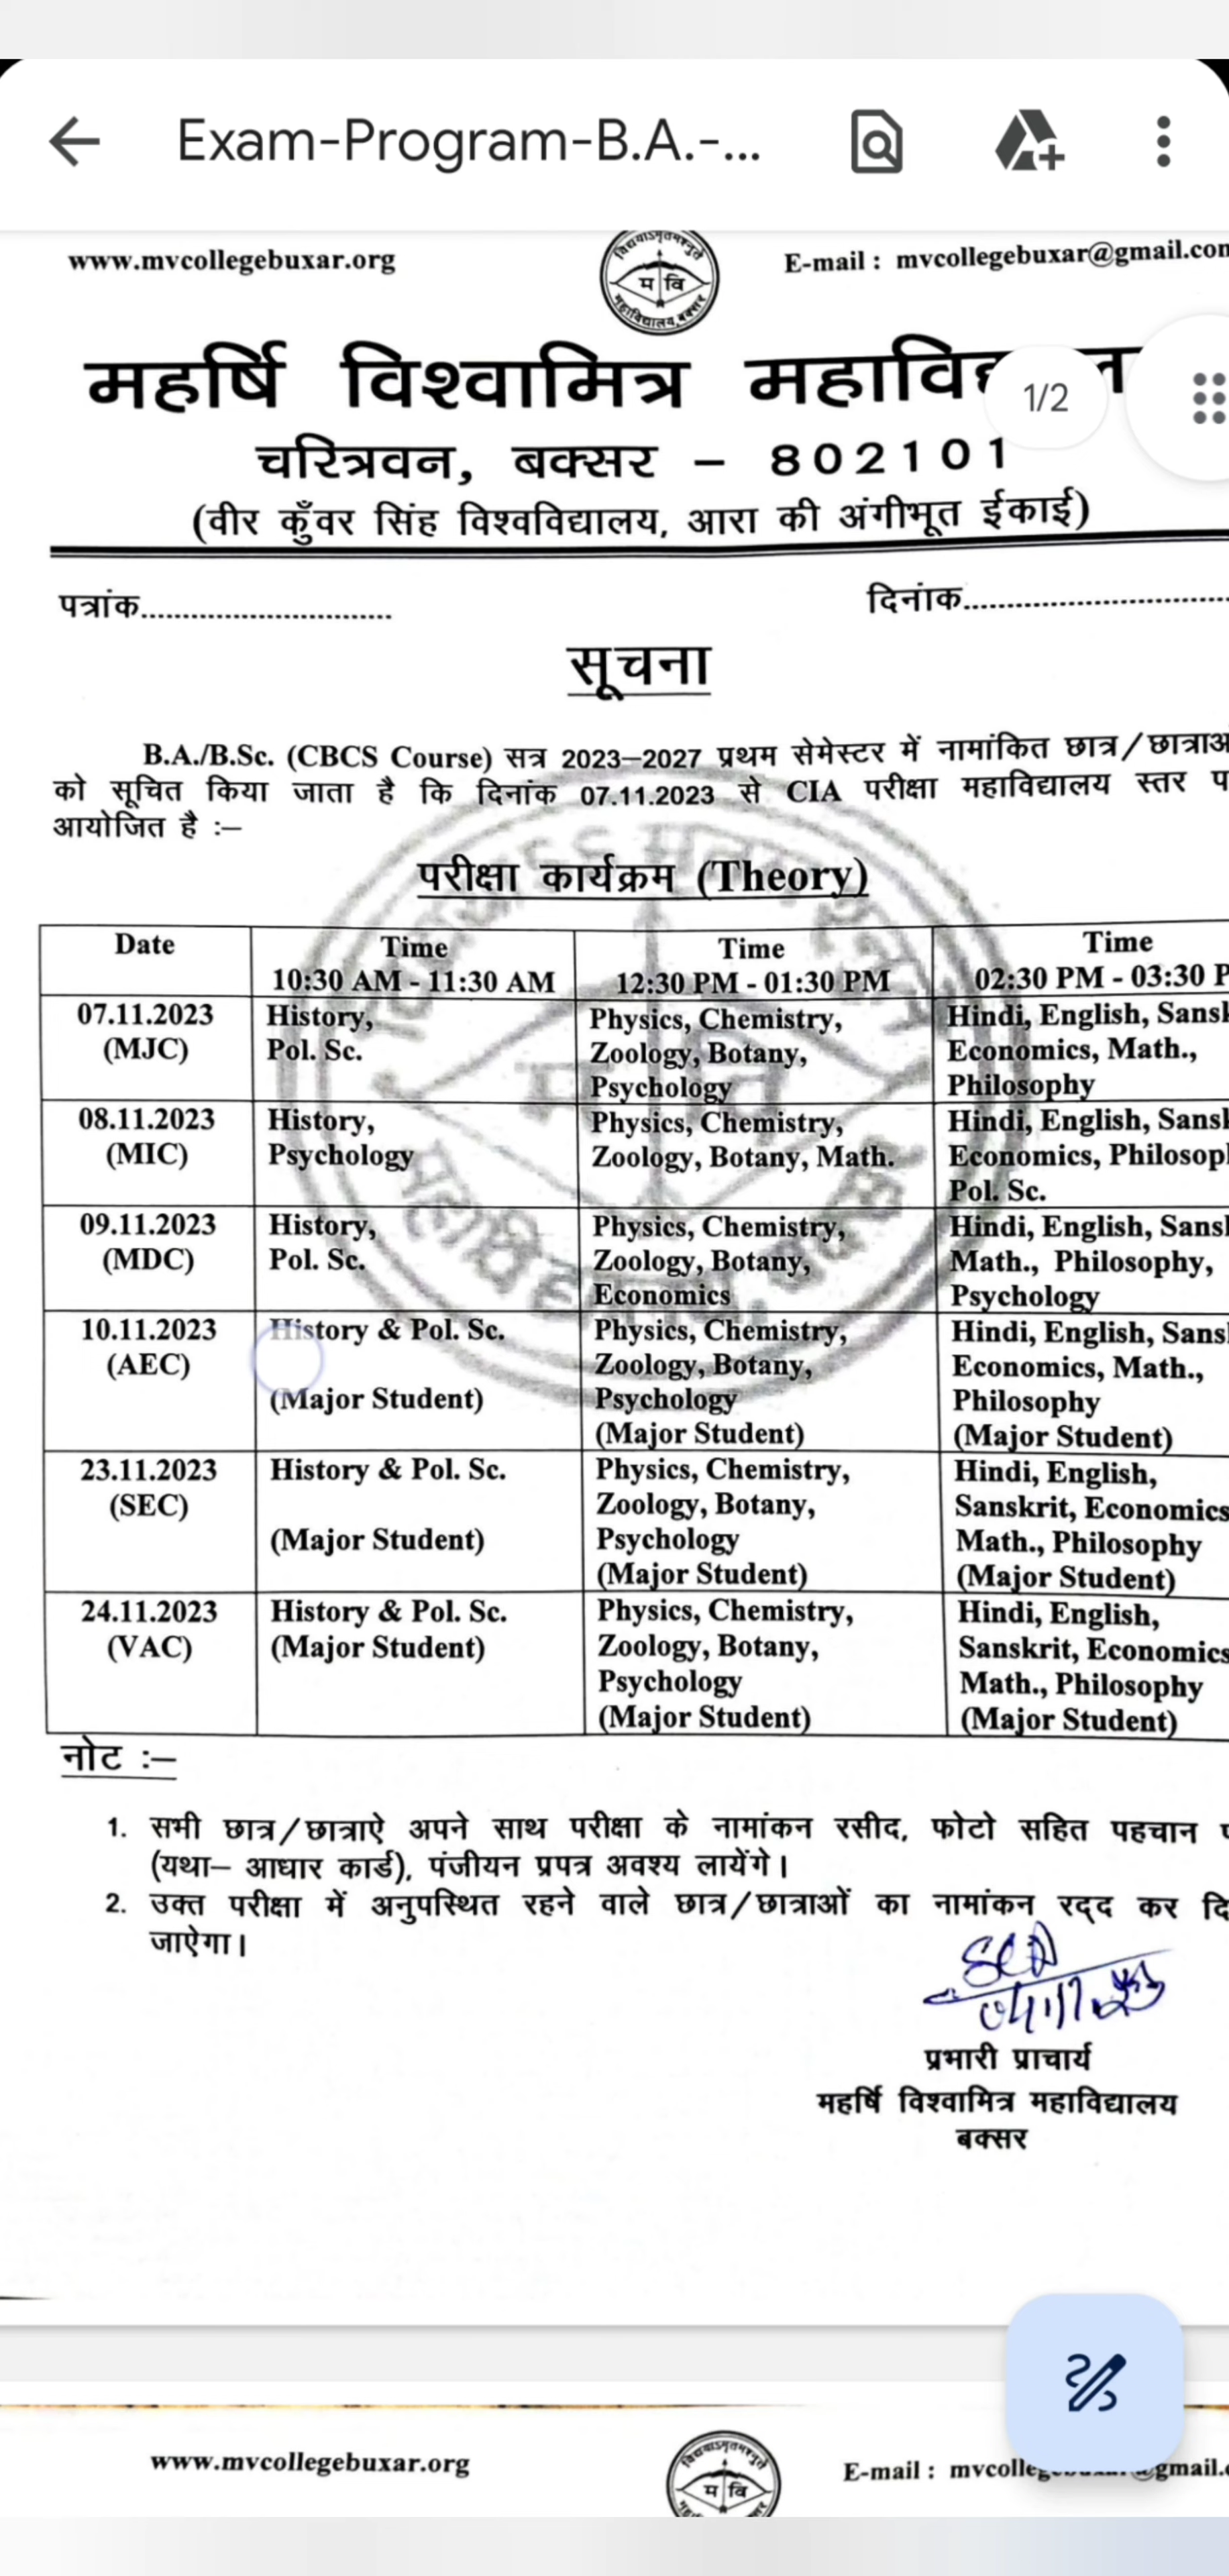 Exam-Program-B.A.-...
www.mvcollegebuxar.org
म वि
E-mail : mvcollegebuxar@gmail.con
महर्षि विश्वामित्र
1/2
चरित्रवन, बक्सर – 802101
(वीर कुँवर सिंह विश्वविद्यालय, आरा की अंगीभूत ईकाई)
पत्रांक............................ दिनांक..............................
सूचना
B.A./B.Sc. (CBCS Course) सत्र 2023–2027 प्रथम सेमेस्टर में नामांकित छात्र/छात्राअ
को सूचित किया जाता है कि दिनांक 07.11.2023 से CIA परीक्षा महाविद्यालय स्तर प
आयोजित है :–
परीक्षा कार्यक्रम (Theory)
Date Time Time Time
10:30 AM - 11:30 AM 12:30 PM - 01:30 PM 02:30 PM - 03:30 P
07.11.2023 History, Physics, Chemistry, Hindi, English, Sansk
(MJC) Pol. Sc. Zoology, Botany, Economics, Math.,
Psychology Philosophy
08.11.2023 History, Physics, Chemistry, Hindi, English, Sansk
(MIC) Psychology Zoology, Botany, Math. Economics, Philosopl
Pol. Sc.
09.11.2023 History, Physics, Chemistry, Hindi, English, Sansl
(MDC) Pol. Sc. Zoology, Botany, Math., Philosophy,
Economics Psychology
10.11.2023 History & Pol. Sc. Physics, Chemistry, Hindi, English, Sansl
(AEC) Zoology, Botany, Economics, Math.,
(Major Student) Psychology Philosophy
(Major Student) (Major Student)
23.11.2023 History & Pol. Sc. Physics, Chemistry, Hindi, English,
(SEC) Zoology, Botany, Sanskrit, Economics
(Major Student) Psychology Math., Philosophy
(Major Student) (Major Student)
24.11.2023 History & Pol. Sc. Physics, Chemistry, Hindi, English,
(VAC) (Major Student) Zoology, Botany, Sanskrit, Economics
Psychology Math., Philosophy
(Major Student) (Major Student)
नोट :–
1. सभी छात्र/छात्राऐ अपने साथ परीक्षा के नामांकन रसीद, फोटो सहित पहचान प
(यथा– आधार कार्ड), पंजीयन प्रपत्र अवश्य लायेंगे।
2. उक्त परीक्षा में अनुपस्थित रहने वाले छात्र/छात्राओं का नामांकन रद्द कर दि
जाऐगा।
प्रभारी प्राचार्य
महर्षि विश्वामित्र महाविद्यालय
बक्सर
www.mvcollegebuxar.org
म वि
E-mail :